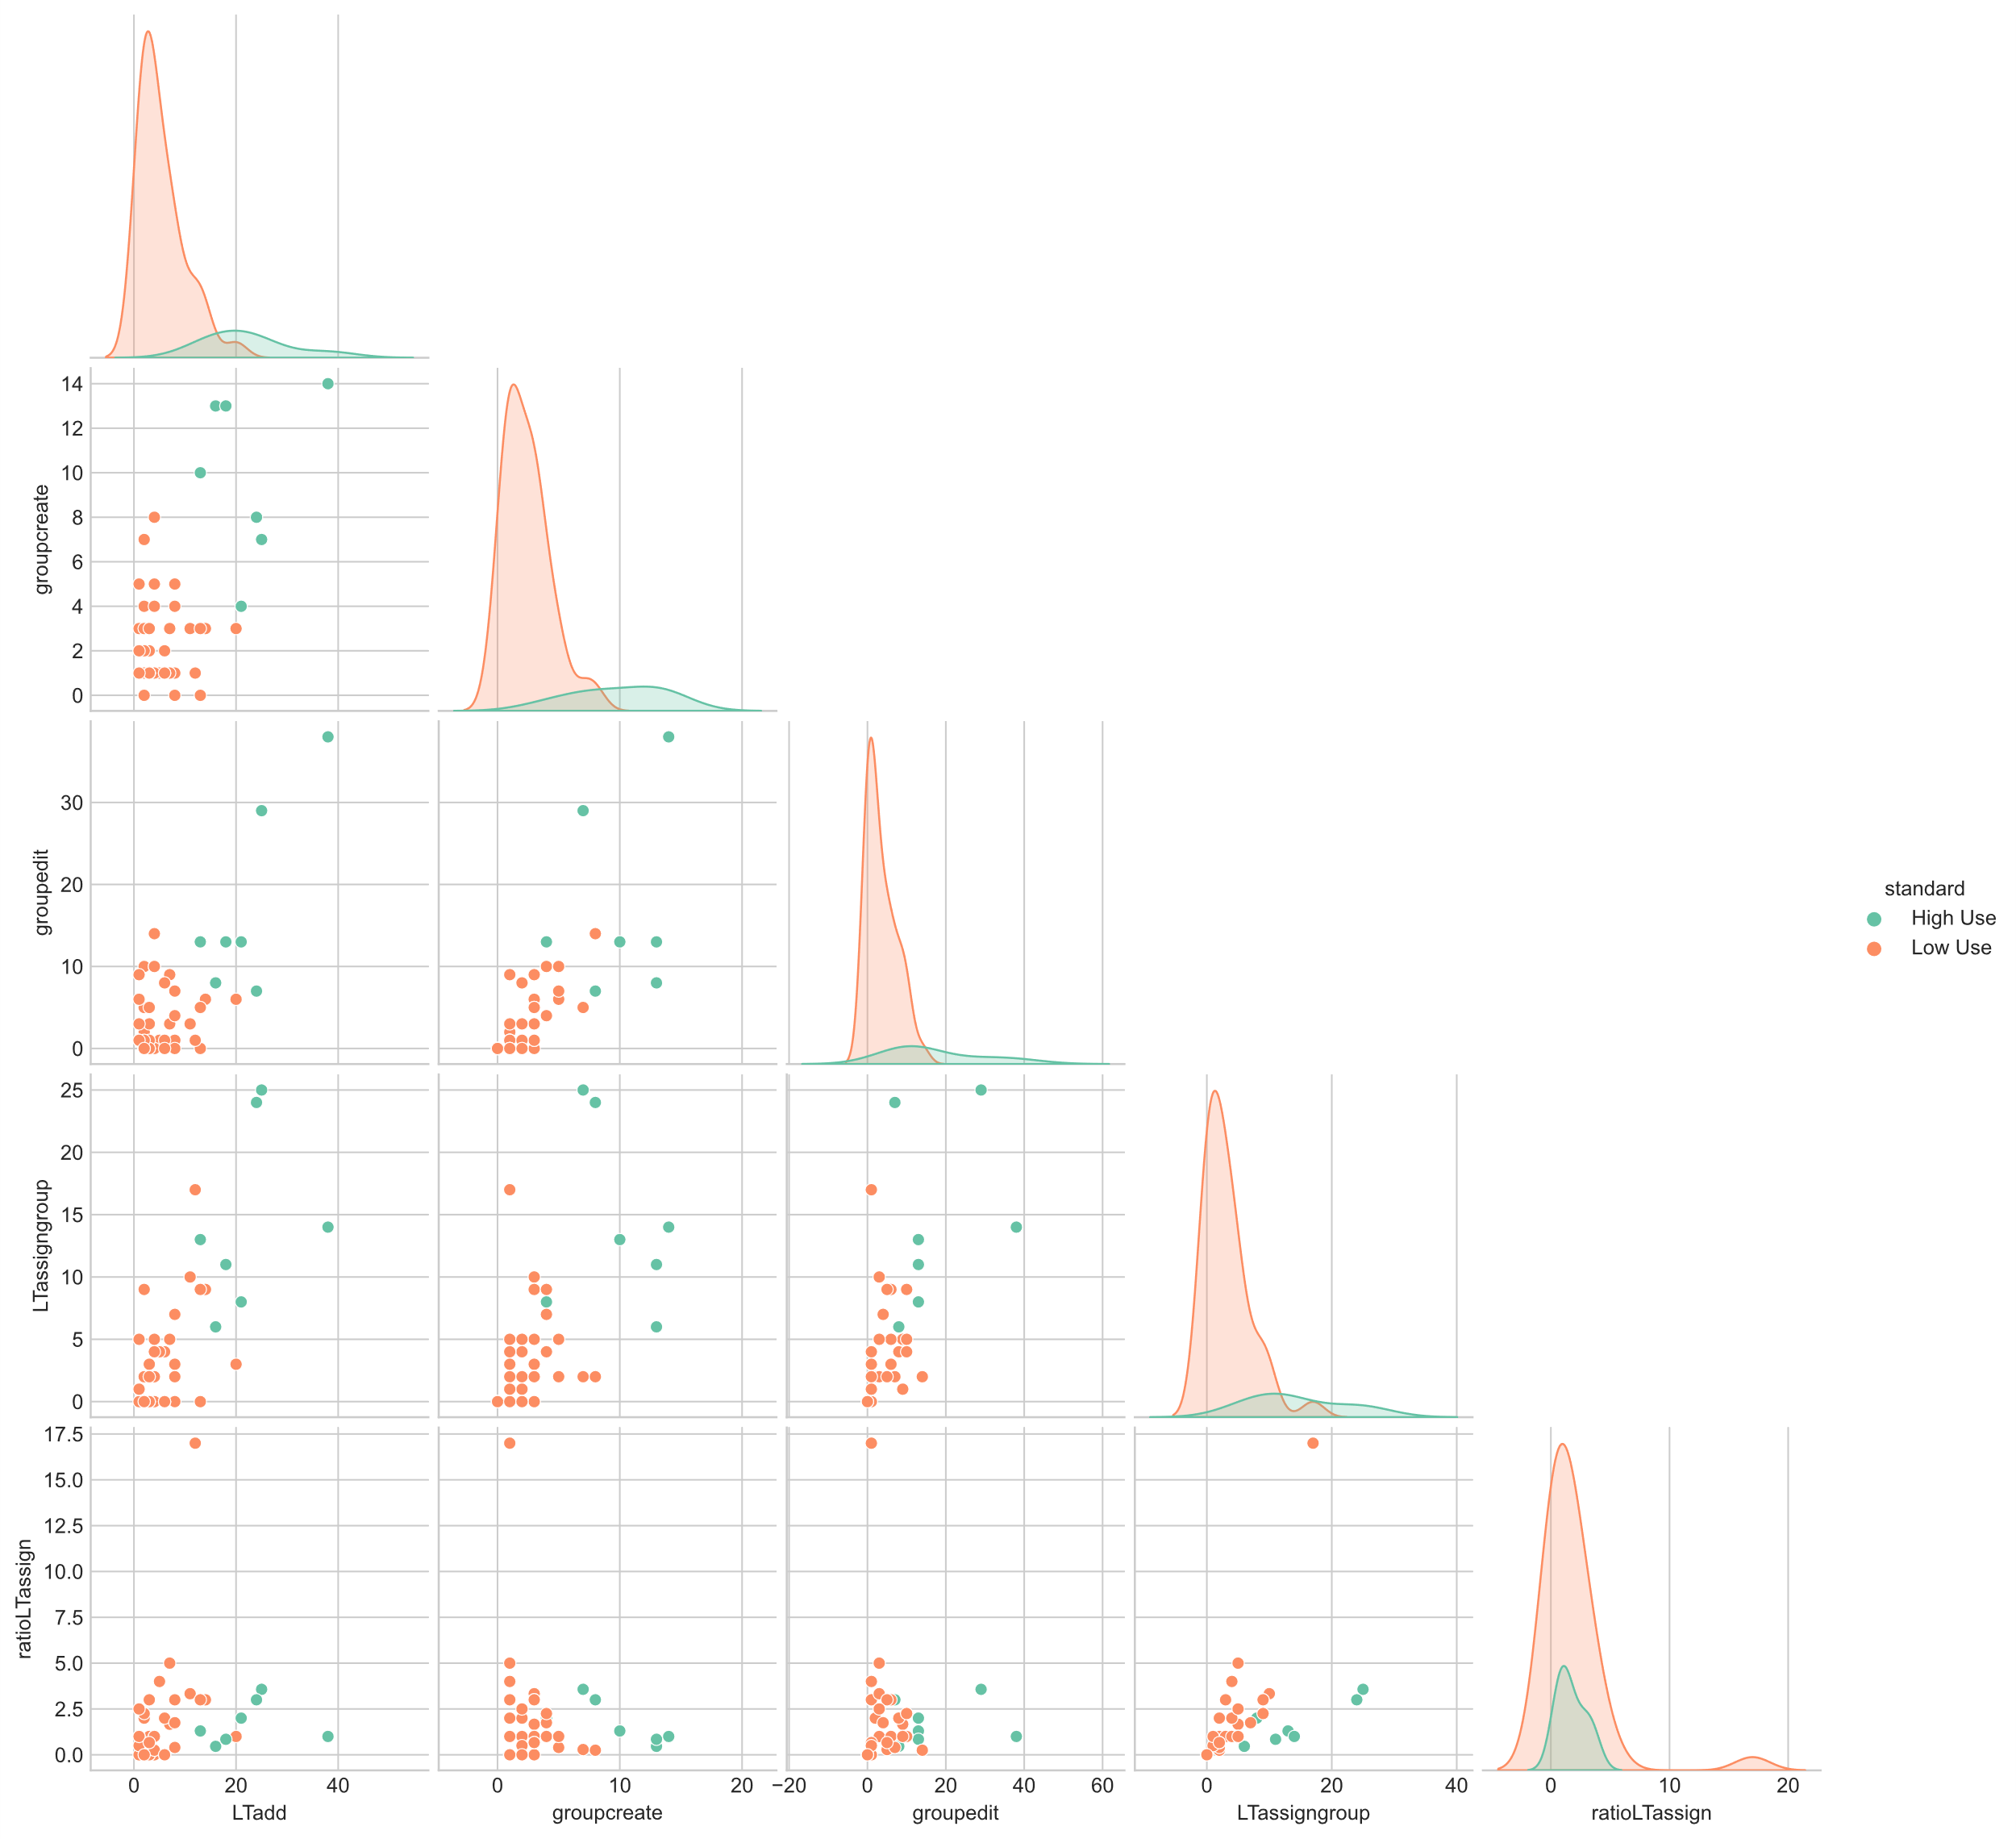 14
12
10
8
6
4
2
0
groupcreate
30
20
10
0
groupedit
standard
High Use
Low Use
25
20
15
10
5
0
LTassigngroup
17.5
15.0
12.5
10.0
7.5
5.0
2.5
0.0
ratioLTassign
0 20 40
LTadd
0 10 20
groupcreate
−20 0 20 40 60
groupedit
0 20 40
LTassigngroup
0 10 20
ratioLTassign